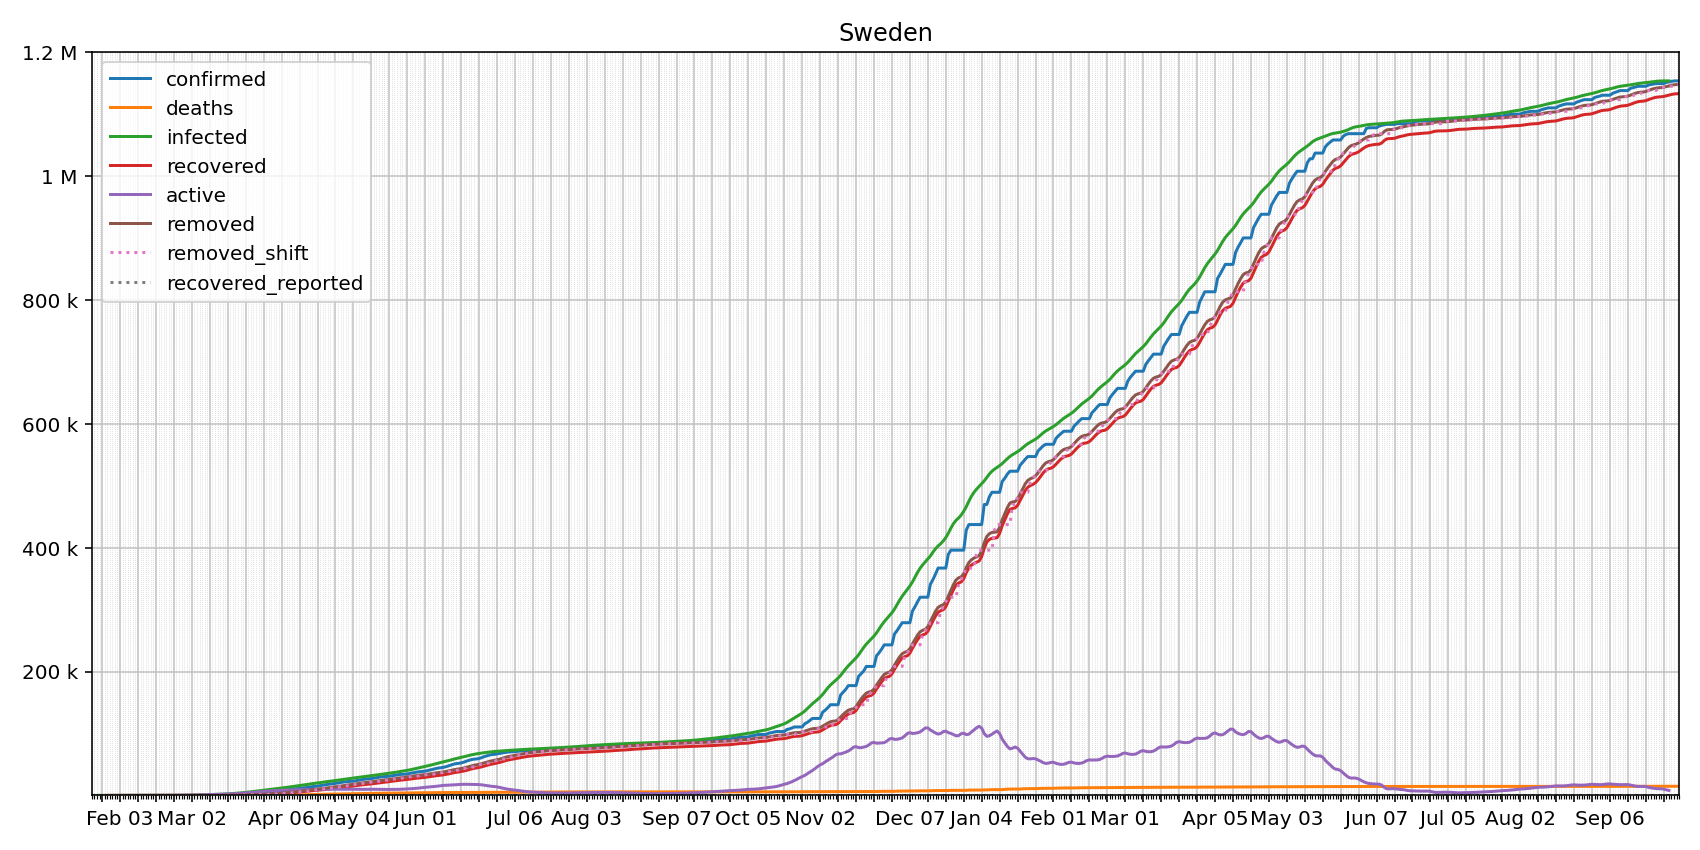 Sweden
1.2 M
1 M
800 k
600 k
400 k
200 k
confirmed
deaths
infected
recovered
active
removed
removed_shift
recovered_reported
Feb 03 Mar 02 Apr 06 May 04 Jun 01 Jul 06 Aug 03 Sep 07 Oct 05 Nov 02 Dec 07 Jan 04 Feb 01 Mar 01 Apr 05 May 03 Jun 07 Jul 05 Aug 02 Sep 06